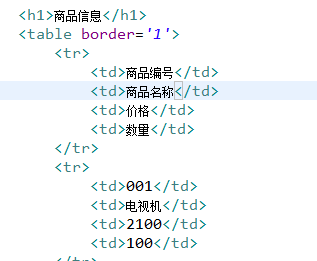 <h1>商品信息</h1>
<table border='1'>
<tr>
<td>商品编号</td>
<td>商品名称</td>
<td>价格</td>
<td>数量</td>
</tr>
<tr>
<td>001</td>
<td>电视机</td>
<td>2100</td>
<td>100</td>
</tr>